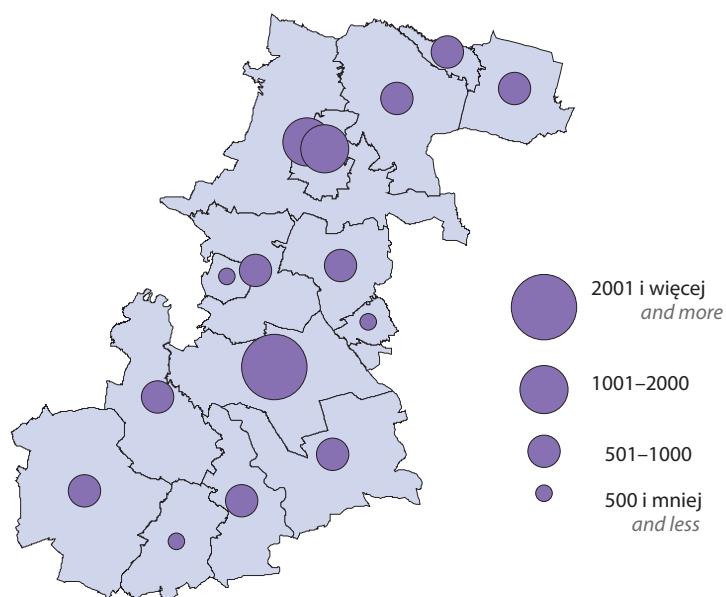 2001 i więcej
and more
1001–2000
501–1000
500 i mniej
and less